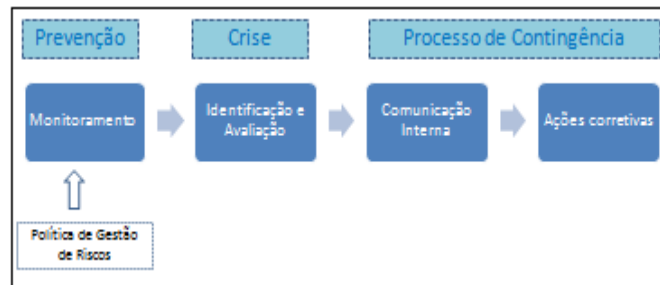 Prevenção
Crise
Processo de Contingência
Monitoramento
Identificação e
Avaliação
Comunicação
Interna
Ações corretivas
Política de Gestão
de Riscos